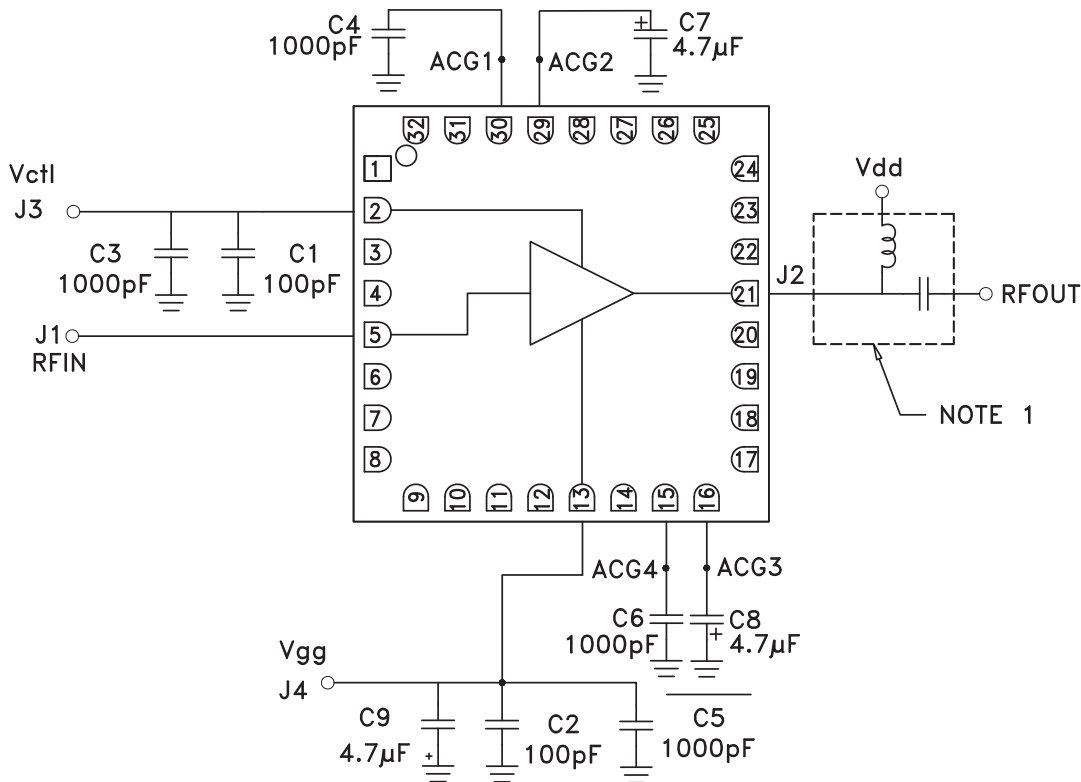 C4
1000pF
ACG1
ACG2
+
C7
4.7µF
32
31
30
29
28
27
26
25
1
2
3
4
5
6
7
8
24
23
22
21
20
19
18
17
9
10
11
12
13
14
15
16
Vctl
J3
C3
1000pF
C1
100pF
J1
RFIN
Vdd
J2
RFOUT
NOTE 1
ACG4
ACG3
C6
1000pF
C8
+
4.7µF
Vgg
J4
C9
4.7µF
+
C2
100pF
C5
1000pF